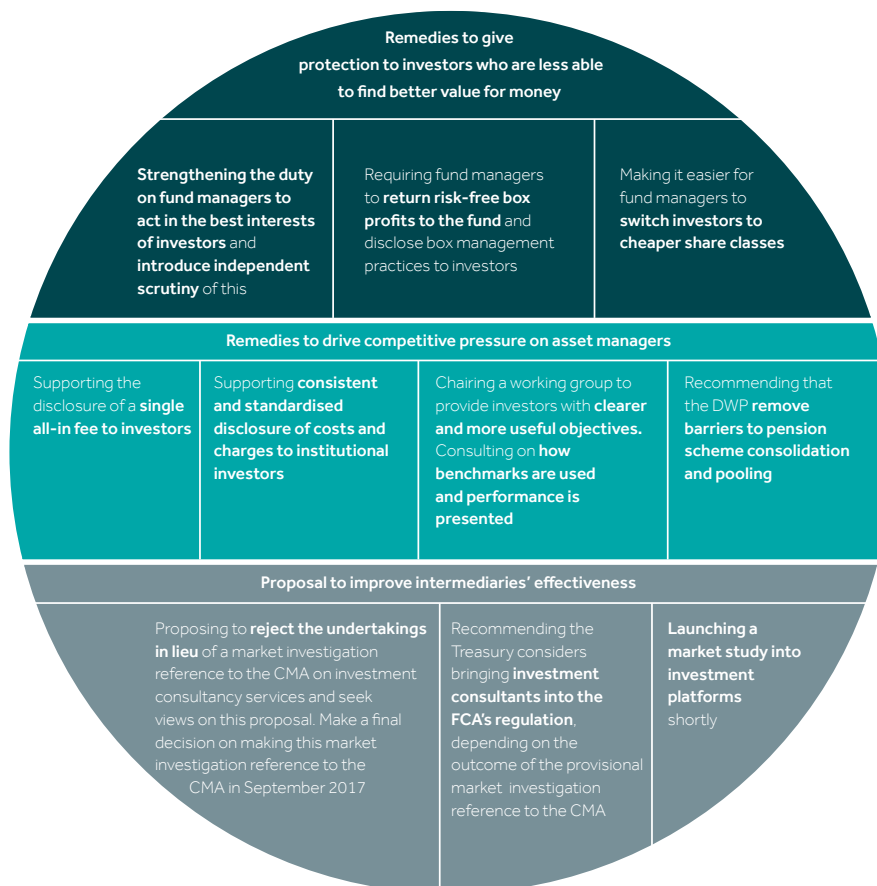 Remedies to give
protection to investors who are less able
to find better value for money
Strengthening the duty
on fund managers to
act in the best interests
of investors and
introduce independent
scrutiny of this
Requiring fund managers
to return risk-free box
profits to the fund and
disclose box management
practices to investors
Making it easier for
fund managers to
switch investors to
cheaper share classes
Remedies to drive competitive pressure on asset managers
Supporting the
disclosure of a single
all-in fee to investors
Supporting consistent
and standardised
disclosure of costs and
charges to institutional
investors
Chairing a working group to
provide investors with clearer
and more useful objectives.
Consulting on how
benchmarks are used
and performance is
presented
Recommending that
the DWP remove
barriers to pension
scheme consolidation
and pooling
Proposal to improve intermediaries’ effectiveness
Proposing to reject the undertakings
in lieu of a market investigation
reference to the CMA on investment
consultancy services and seek
views on this proposal. Make a final
decision on making this market
investigation reference to the
CMA in September 2017
Recommending the
Treasury considers
bringing investment
consultants into the
FCA’s regulation,
depending on the
outcome of the provisional
market investigation
reference to the CMA
Launching a
market study into
investment
platforms
shortly